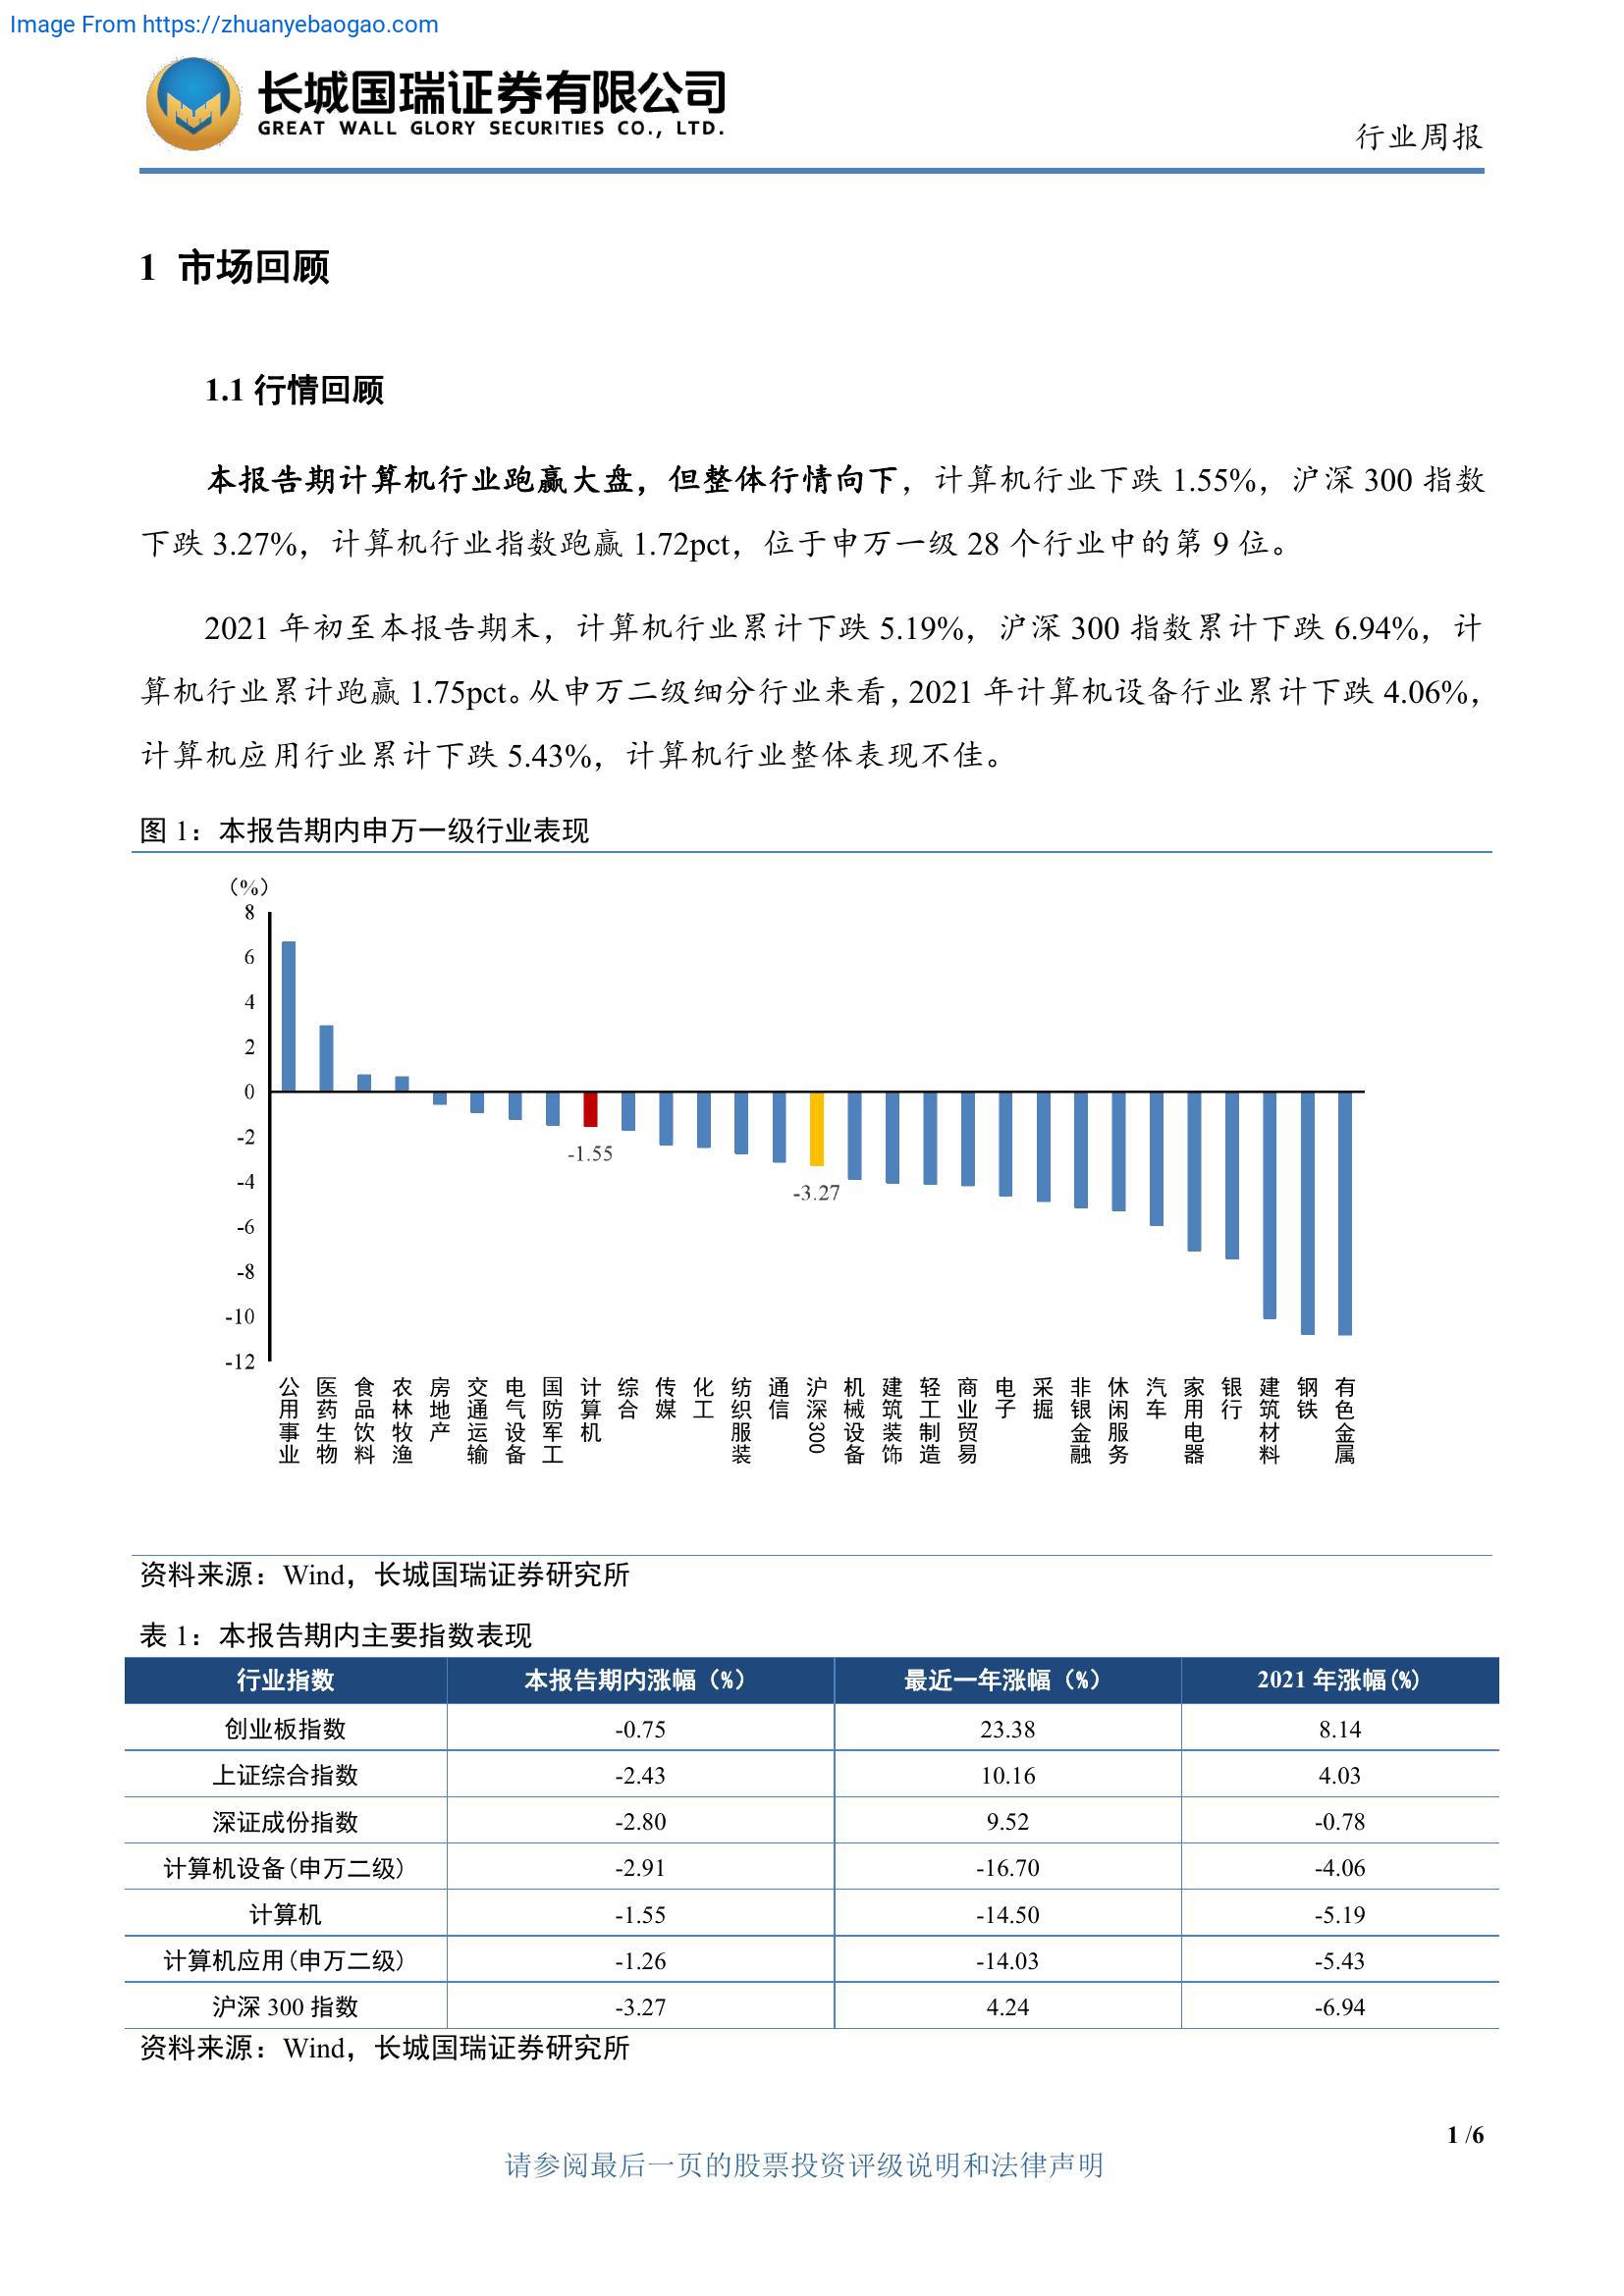 Image From https://zhuanyebaogao.com
长城国瑞证券有限公司
GREAT WALL GLORY SECURITIES CO., LTD.
行业周报
1 市场回顾
1.1 行情回顾
本报告期计算机行业跑赢大盘，但整体行情向下，计算机行业下跌 1.55%，沪深 300 指数
下跌 3.27%，计算机行业指数跑赢 1.72pct，位于申万一级 28 个行业中的第 9 位。
2021 年初至本报告期末，计算机行业累计下跌 5.19%，沪深 300 指数累计下跌 6.94%，计
算机行业累计跑赢 1.75pct。从申万二级细分行业来看，2021 年计算机设备行业累计下跌 4.06%，
计算机应用行业累计下跌 5.43%，计算机行业整体表现不佳。
图 1：本报告期内申万一级行业表现
（%）
8
6
4
2
0
-2
-4
-6
-8
-10
-12
-1.55
-3.27
公用事业
医药生物
食品饮料
农林牧渔
房地产
交通运输
电气设备
国防军工
计算机
综合
传媒
化工
纺织服装
通信
沪深300
机械设备
建筑装饰
轻工制造
商业贸易
电子
采掘
非银金融
休闲服务
汽车
家用电器
银行
建筑材料
钢铁
有色金属
资料来源：Wind，长城国瑞证券研究所
表 1：本报告期内主要指数表现
行业指数 本报告期内涨幅（%） 最近一年涨幅（%） 2021 年涨幅(%)
创业板指数 -0.75 23.38 8.14
上证综合指数 -2.43 10.16 4.03
深证成份指数 -2.80 9.52 -0.78
计算机设备(申万二级) -2.91 -16.70 -4.06
计算机 -1.55 -14.50 -5.19
计算机应用(申万二级) -1.26 -14.03 -5.43
沪深 300 指数 -3.27 4.24 -6.94
资料来源：Wind，长城国瑞证券研究所
1 /6
请参阅最后一页的股票投资评级说明和法律声明